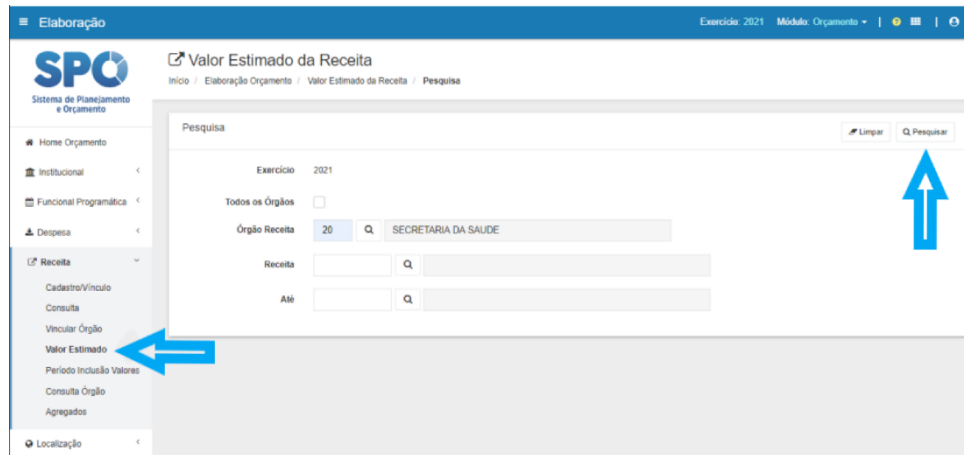 Elaboração
Exercício: 2021 Módulo: Orçamento
SPO
Sistema de Planejamento
e Orçamento
Home Orçamento
Institucional
Funcional Programática
Despesa
Receita
Cadastro/Vínculo
Consulta
Vincular Órgão
Valor Estimado
Período Inclusão Valores
Consulta Órgão
Agregados
Localização
Valor Estimado da Receita
Início / Elaboração Orçamento / Valor Estimado da Receita / Pesquisa
Pesquisa
Limpar Pesquisar
Exercício 2021
Todos os Órgãos
Órgão Receita 20 SECRETARIA DA SAUDE
Receita
Até